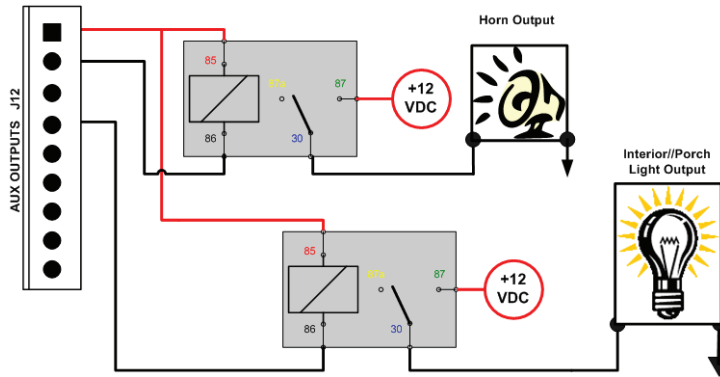 Horn Output
AUX OUTPUTS J12
85
87a
87
+12
VDC
86
30
Interior//Porch
Light Output
85
87a
87
+12
VDC
86
30